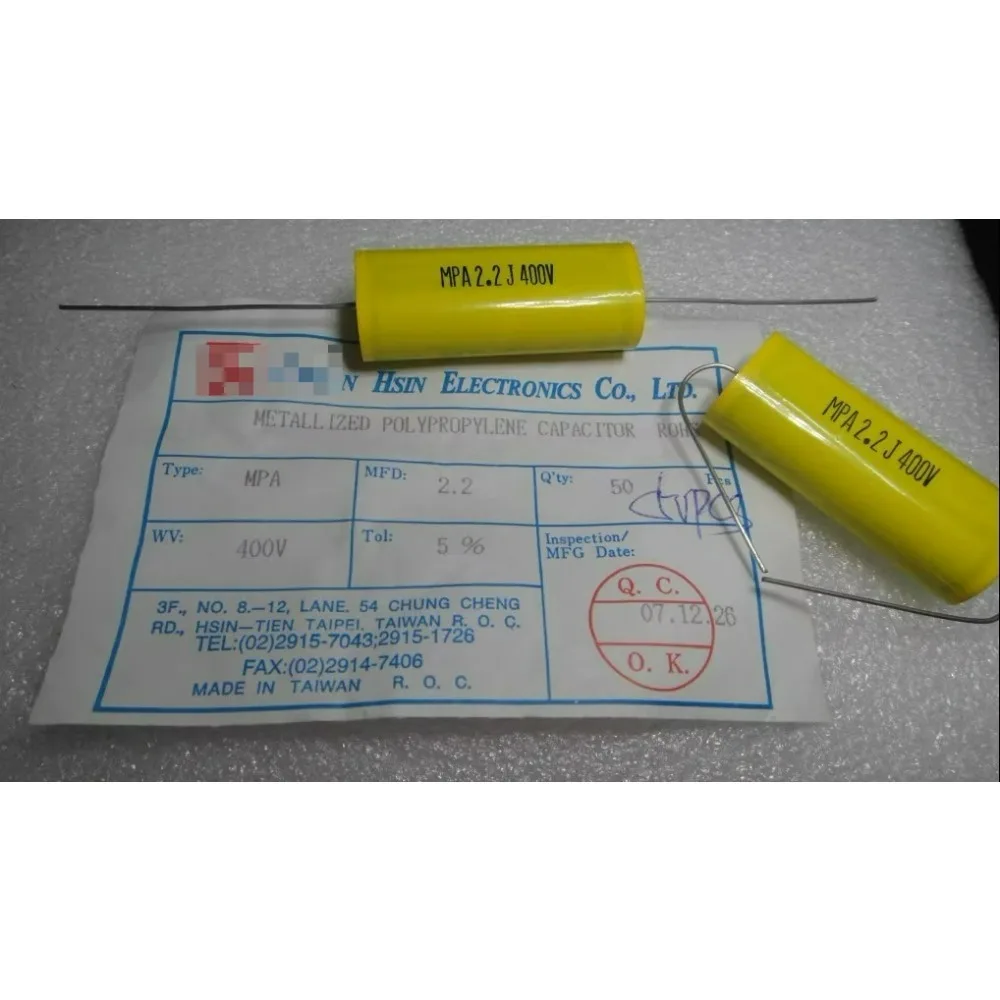 MPA 2.2 J 400V
MPA 2.2 J 400V
N HSIN ELECTRONICS CO., LTD.
METALLIZED POLYPROPYLENE CAPACITOR ROH
Type: MPA
MFD: 2.2
Q'ty: 50 Pcs
WV: 400V
Tol: 5 %
Inspection/
MFG Date:
Q. C.
07.12.26
O. K.
3F., NO. 8.—12, LANE. 54 CHUNG CHENG
RD., HSIN—TIEN TAIPEI, TAIWAN R. O. C.
TEL:(02)2915-7043;2915-1726
FAX:(02)2914-7406
MADE IN TAIWAN R. O. C.